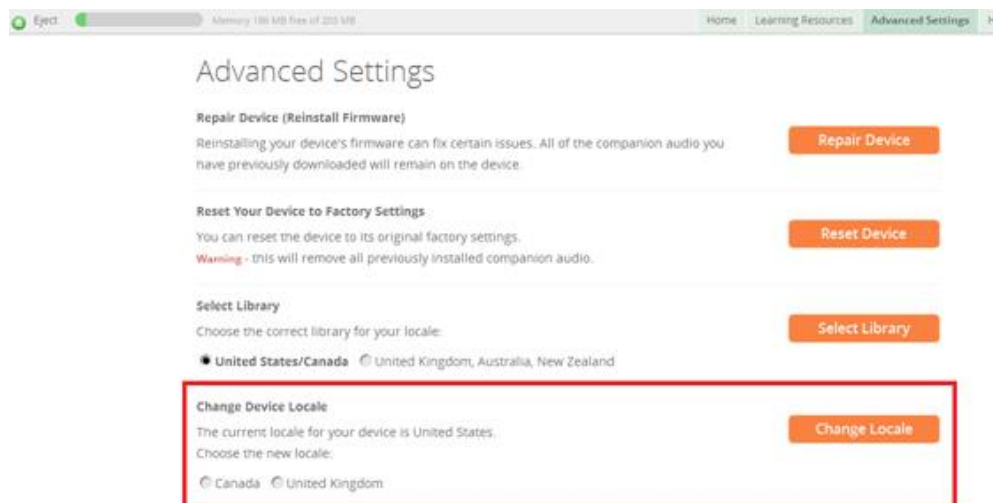 Eject Memory 186 MB free of 203 MB Home Learning Resources Advanced Settings
Advanced Settings
Repair Device (Reinstall Firmware)
Reinstalling your device's firmware can fix certain issues. All of the companion audio you
have previously downloaded will remain on the device.
Repair Device
Reset Your Device to Factory Settings
You can reset the device to its original factory settings.
Warning - this will remove all previously installed companion audio.
Reset Device
Select Library
Choose the correct library for your locale:
United States/Canada United Kingdom, Australia, New Zealand
Select Library
Change Device Locale
The current locale for your device is United States.
Choose the new locale:
Canada United Kingdom
Change Locale